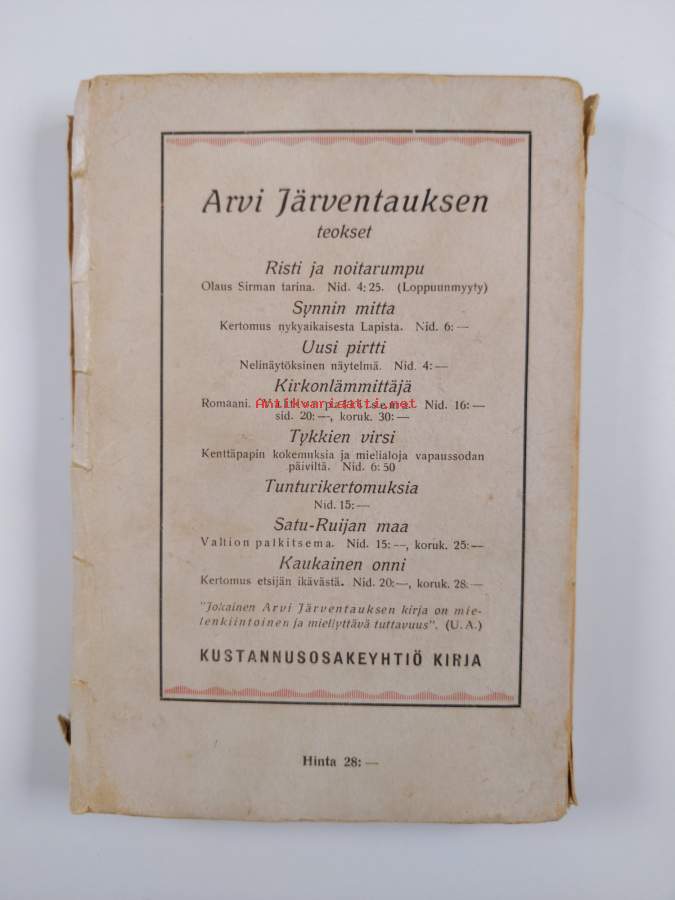 Arvi Järventauksen
teokset
Risti ja noitarumpu
Olaus Sirman tarina. Nid. 4:25. (Loppuunmyyty)
Synnin mitta
Kertomus nykyaikaisesta Lapista. Nid. 6:—
Uusi pirtti
Nelinäytöksinen näytelmä. Nid. 4:—
Kirkonlämmittäjä
Romaani. Valtion palkitsema. Nid. 16:—
Antikvariaatti.net
sid. 20:—, koruk. 30:—
Tykkien virsi
Kenttäpapin kokemuksia ja mielialoja vapaussodan
päiviltä. Nid. 6:50
Tunturikertomuksia
Nid. 15:—
Satu-Ruijan maa
Valtion palkitsema. Nid. 15:—, koruk. 25:—
Kaukainen onni
Kertomus etsijän ikävästä. Nid. 20:—, koruk. 28:—
"Jokainen Arvi Järventauksen kirja on mie-
lenkiintoinen ja miellyttävä tuttavuus". (U.A.)
KUSTANNUSOSAKEYHTIÖ KIRJA
Hinta 28:—